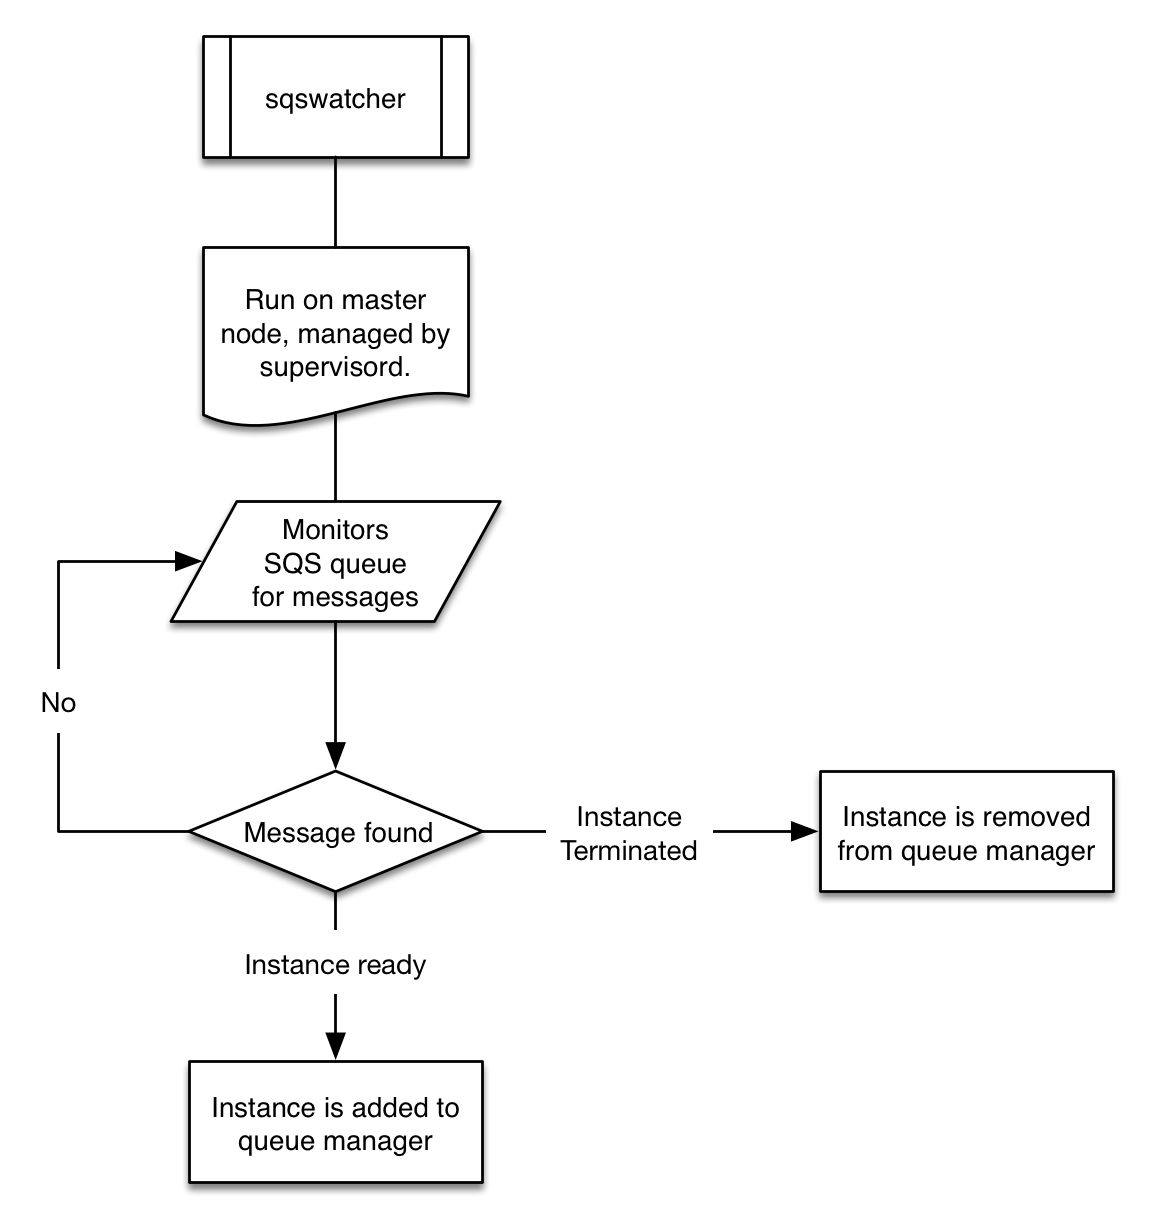 sqswatcher
Run on master
node, managed by
supervisord.
Monitors
SQS queue
for messages
No
Message found
Instance
Terminated
Instance is removed
from queue manager
Instance ready
Instance is added to
queue manager